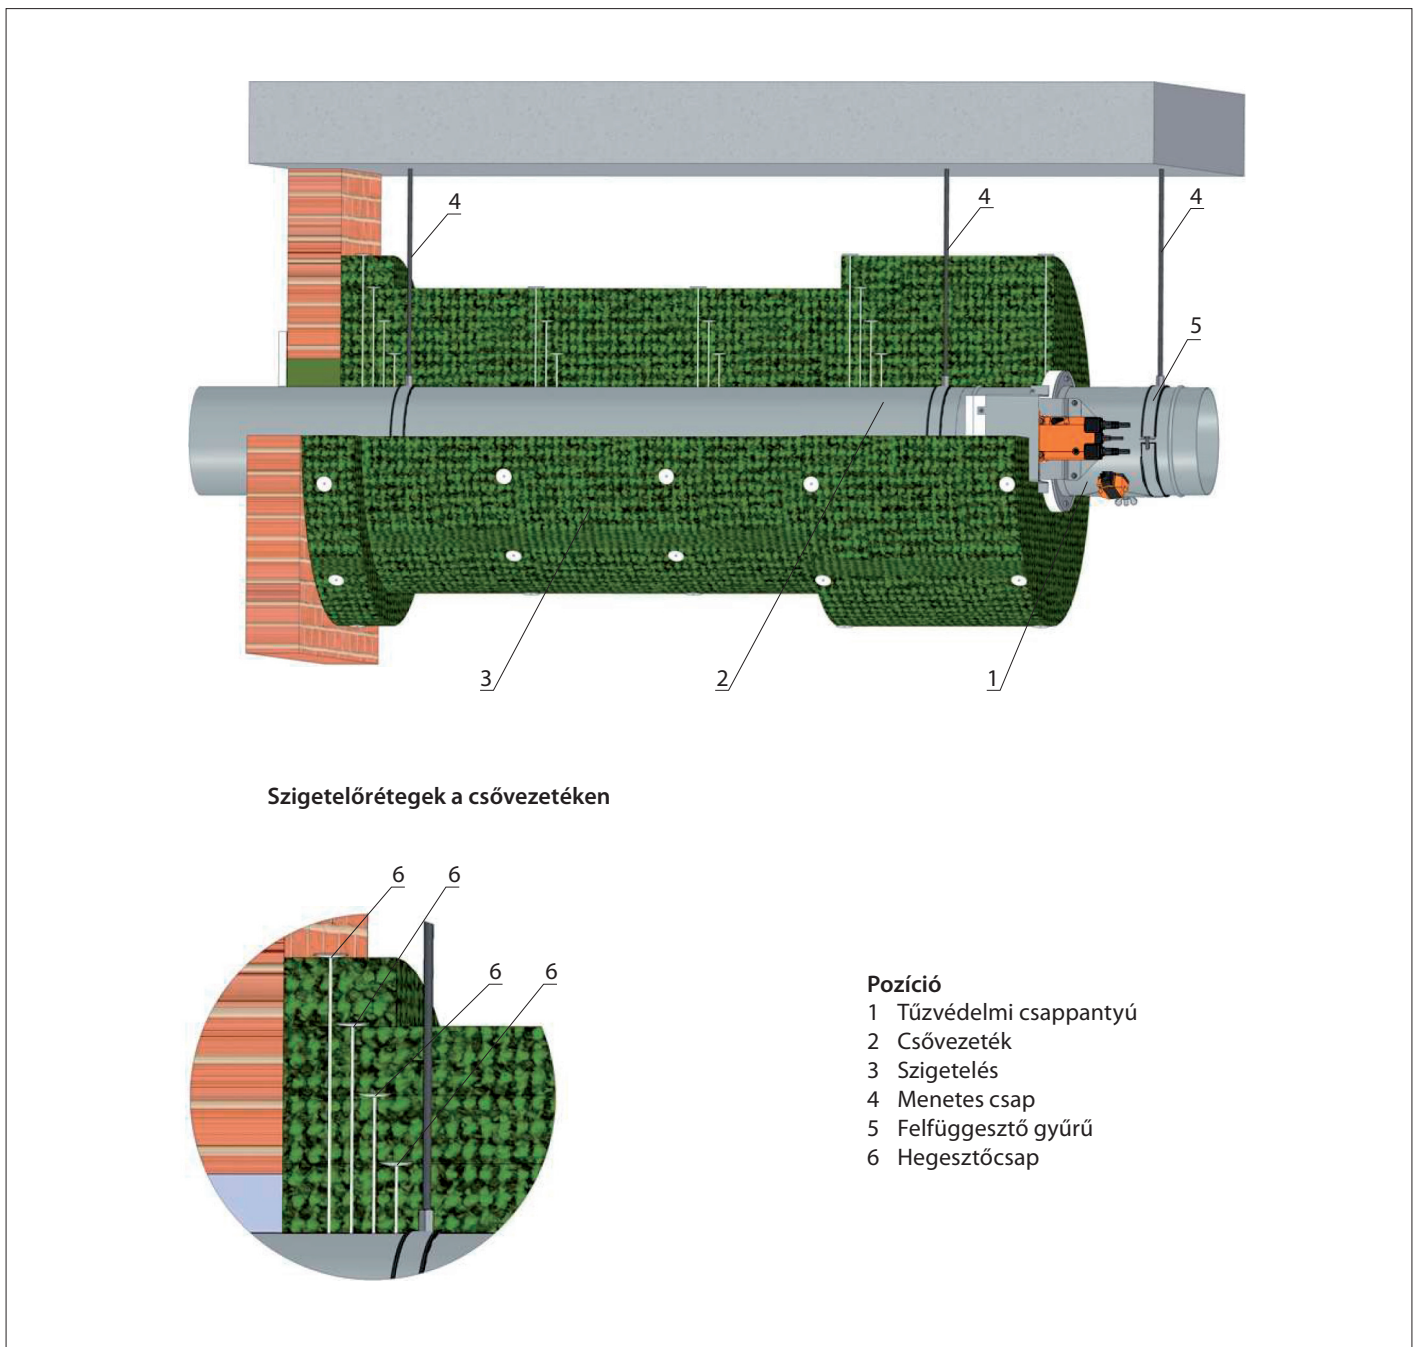 4
4
4
5
3
2
1
Szigetelőrétegek a csővezetéken
6
6
6
6
Pozíció
1 Tűzvédelmi csappantyú
2 Csővezeték
3 Szigetelés
4 Menetes csap
5 Felfüggesztő gyűrű
6 Hegesztőcsap